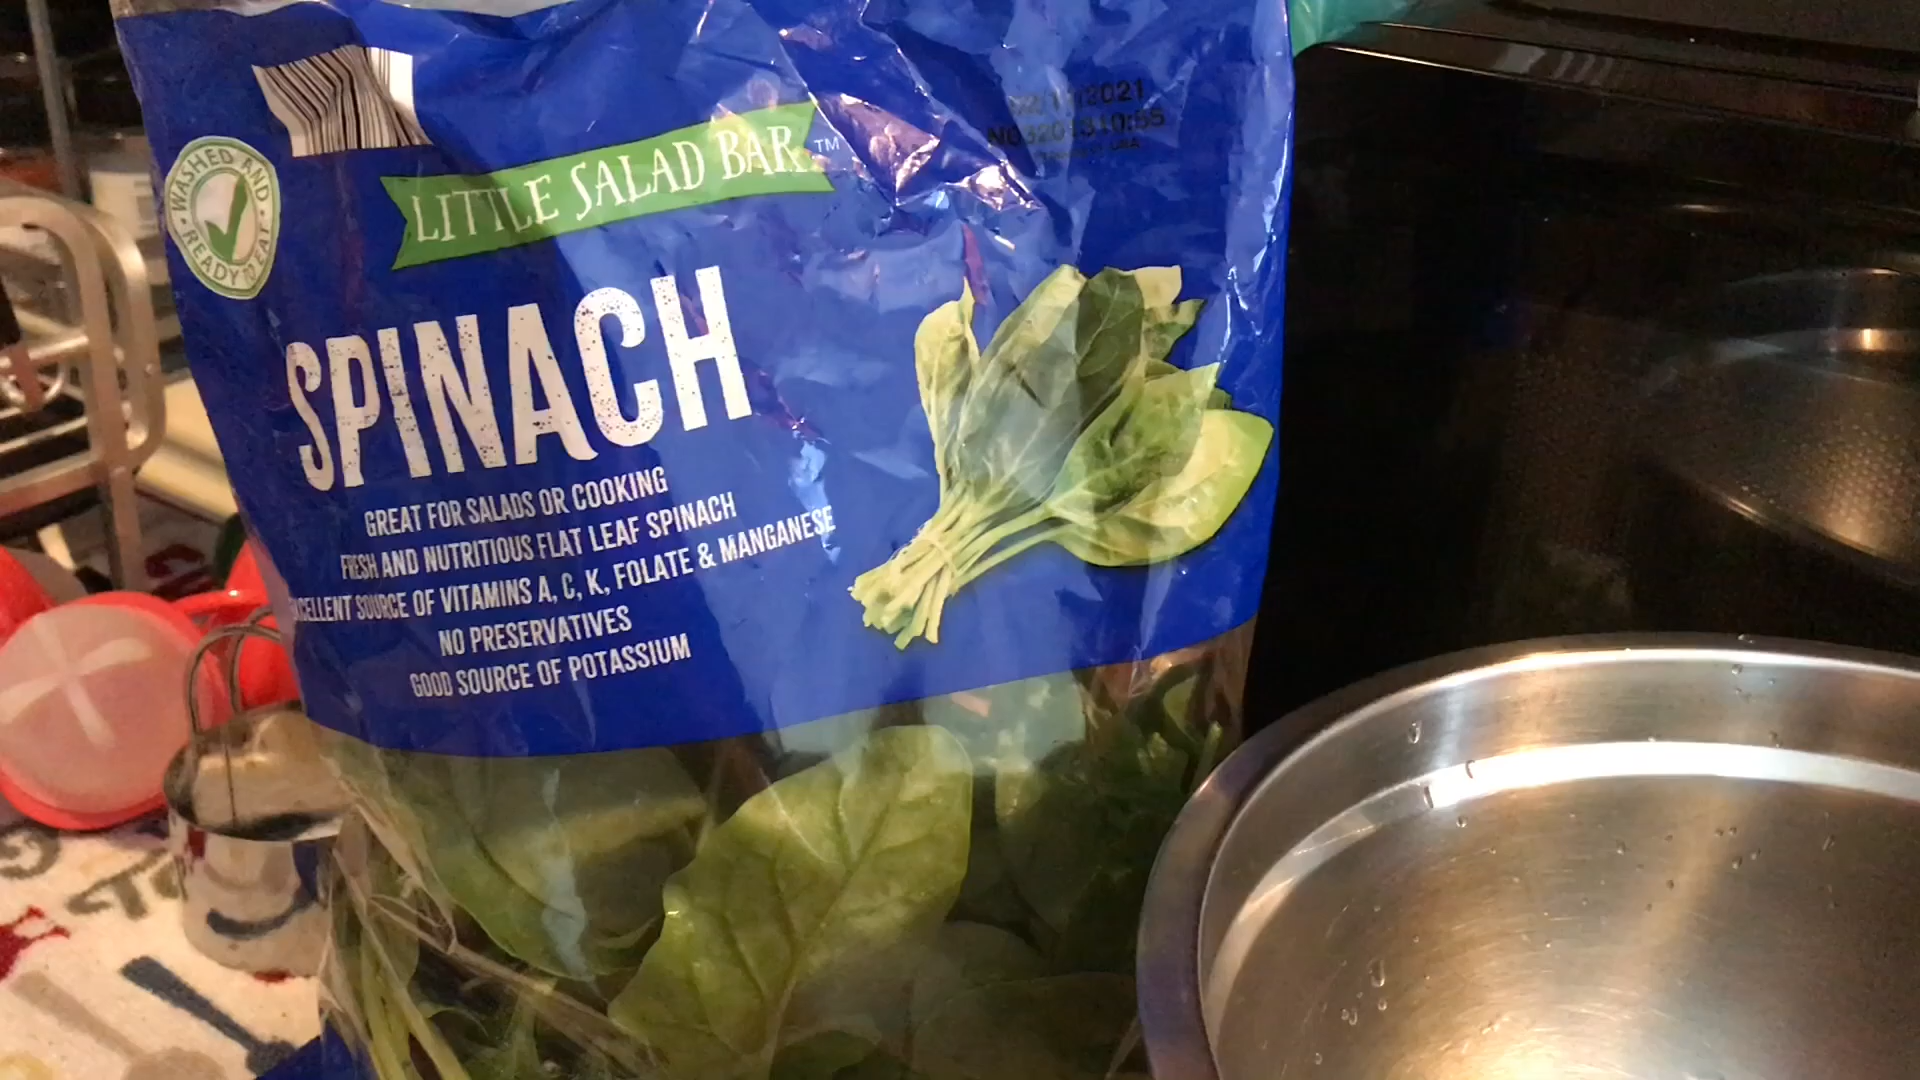 WASHED AND
READY TO EAT
LITTLE SALAD BAR™
SPINACH
GREAT FOR SALADS OR COOKING
FRESH AND NUTRITIOUS FLAT LEAF SPINACH
EXCELLENT SOURCE OF VITAMINS A, C, K, FOLATE & MANGANESE
NO PRESERVATIVES
GOOD SOURCE OF POTASSIUM